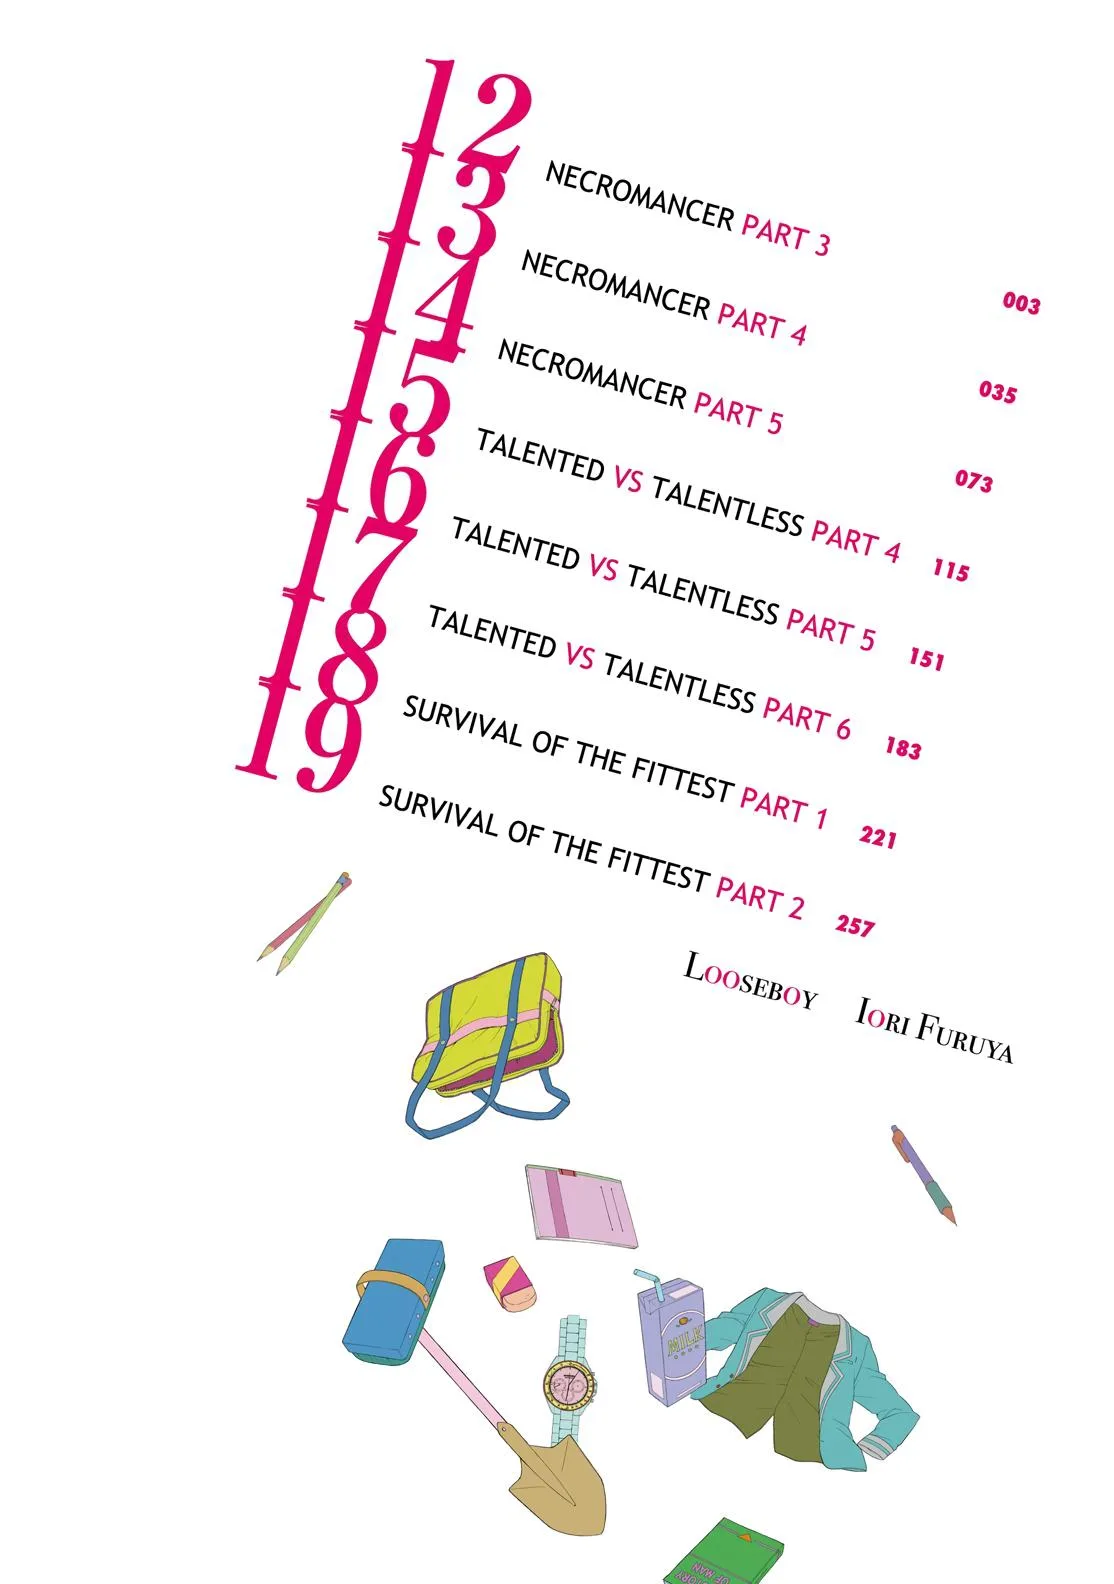 12 NECROMANCER PART 3 003
13 NECROMANCER PART 4 035
14 NECROMANCER PART 5 073
15 TALENTED VS TALENTLESS PART 4 115
16 TALENTED VS TALENTLESS PART 5 151
17 TALENTED VS TALENTLESS PART 6 183
18 SURVIVAL OF THE FITTEST PART 1 221
19 SURVIVAL OF THE FITTEST PART 2 257
LOOSEBOY IORI FURUYA
MILK
OF MAN